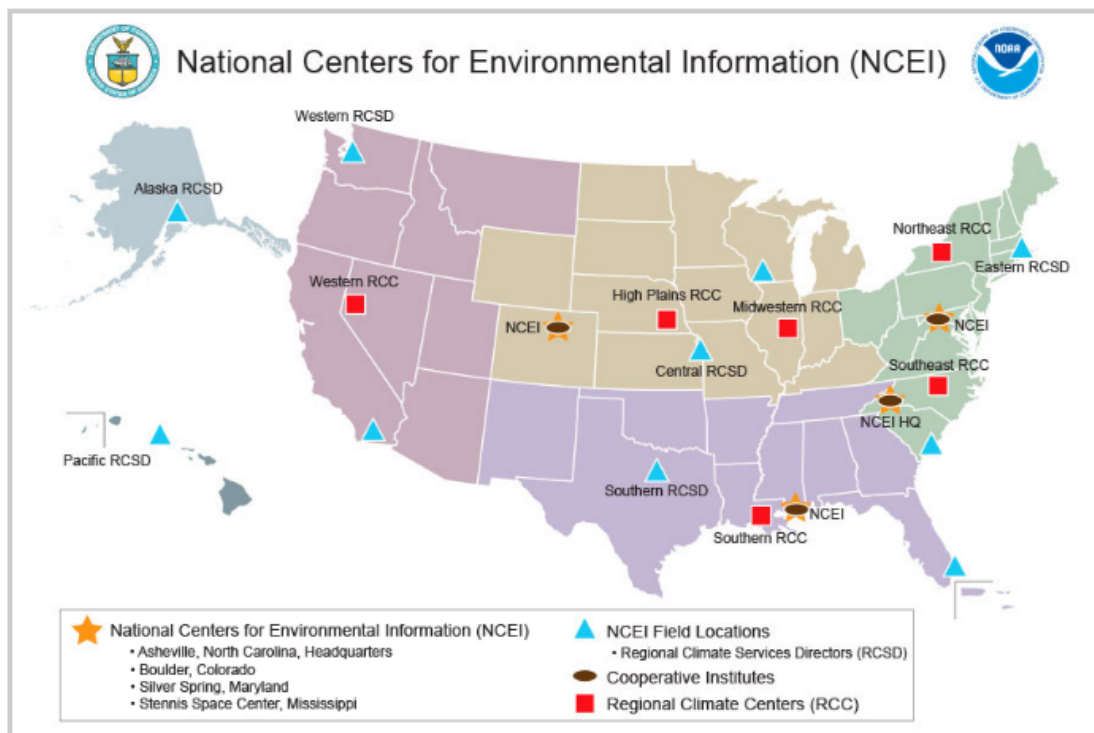 National Centers for Environmental Information (NCEI)
NOAA
Western RCSD
Alaska RCSD
Northeast RCC
Eastern RCSD
Western RCC
High Plains RCC
Midwestern RCC
NCEI
NCEI
Central RCSD
Southeast RCC
NCEI HQ
Pacific RCSD
Southern RCSD
NCEI
Southern RCC
National Centers for Environmental Information (NCEI)
• Asheville, North Carolina, Headquarters
• Boulder, Colorado
• Silver Spring, Maryland
• Stennis Space Center, Mississippi
NCEI Field Locations
• Regional Climate Services Directors (RCSD)
Cooperative Institutes
Regional Climate Centers (RCC)